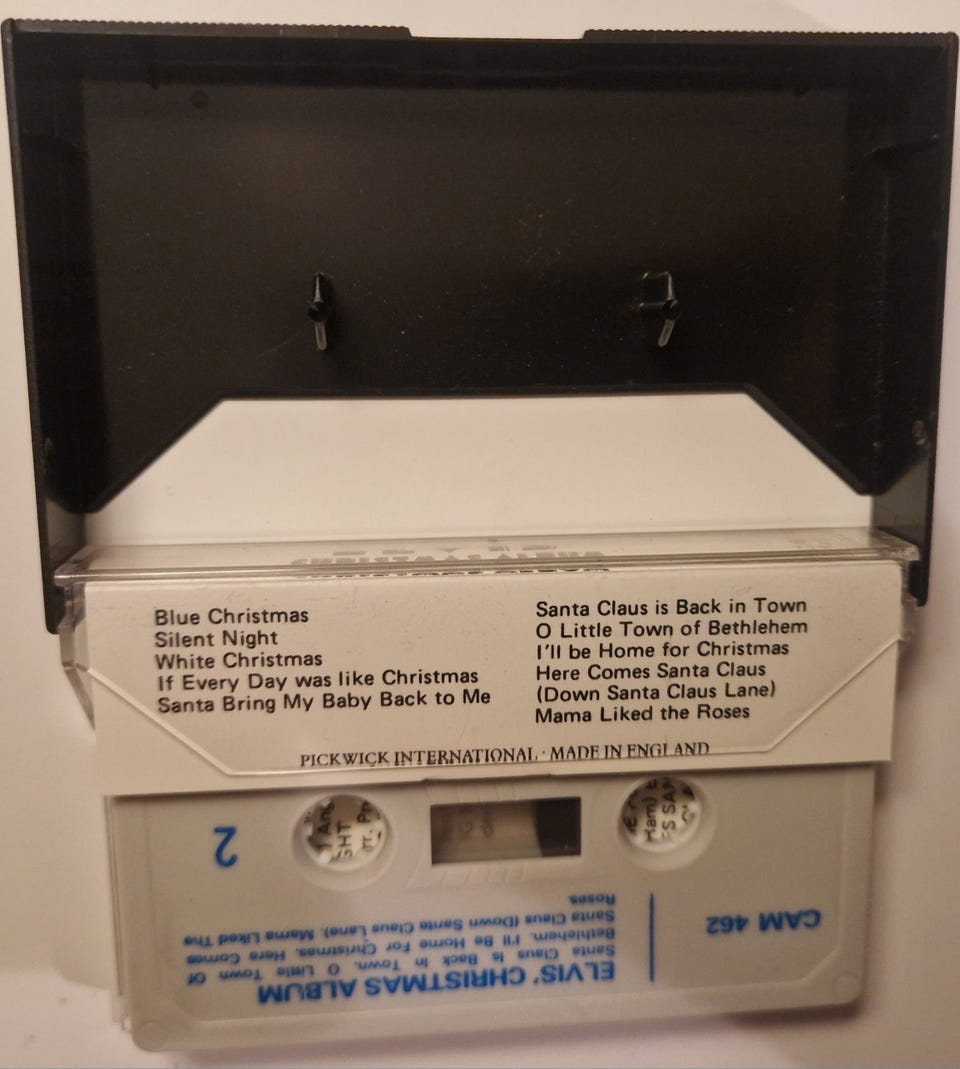 CHRISTMAS ALBUM
Blue Christmas
Silent Night
White Christmas
If Every Day was like Christmas
Santa Bring My Baby Back to Me
Santa Claus is Back in Town
O Little Town of Bethlehem
I'll be Home for Christmas
Here Comes Santa Claus
(Down Santa Claus Lane)
Mama Liked the Roses
PICKWICK INTERNATIONAL · MADE IN ENGLAND
ELVIS' CHRISTMAS ALBUM
Santa Claus Is Back In Town. O Little Town Of
Bethlehem. I'll Be Home For Christmas. Here Comes
Santa Claus (Down Santa Claus Lane). Mama Liked The
Roses
CAM 462
2